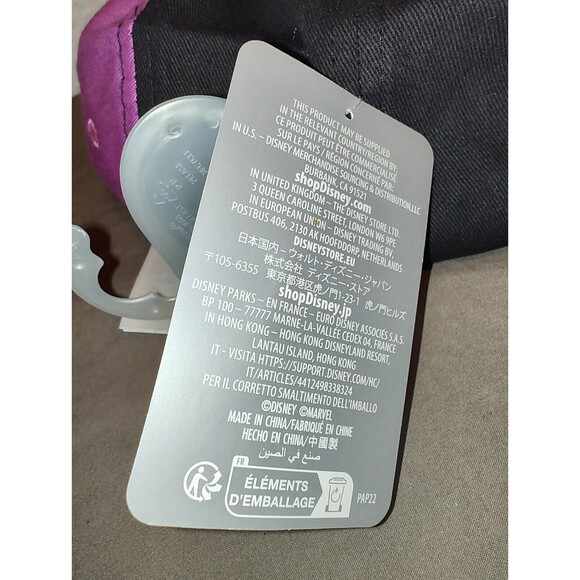 THIS PRODUCT MAY BE SUPPLIED
IN THE RELEVANT COUNTRY/REGION BY:
CE PRODUIT PEUT ÊTRE COMMERCIALISÉ
SUR LE PAYS / RÉGION CONCERNÉ PAR:
IN U.S. – DISNEY MERCHANDISE SOURCING & DISTRIBUTION, LLC
BURBANK, CA 91521
shopDisney.com
IN UNITED KINGDOM – THE DISNEY STORE LTD
3 QUEEN CAROLINE STREET, LONDON W6 9PE
IN EUROPEAN UNION – DISNEY TRADING BV,
POSTBUS 406, 2130 AK HOOFDDORP, NETHERLANDS
DISNEYSTORE.EU
日本国内 – ウォルト・ディズニー・ジャパン
株式会社 ディズニー・ストア
〒105-6355 東京都港区虎ノ門1-23-1 虎ノ門ヒルズ
shopDisney.jp
DISNEY PARKS – EN FRANCE – EURO DISNEY ASSOCIÉS S.A.S.
BP 100 – 77777 MARNE-LA-VALLÉE CEDEX 04, FRANCE
IN HONG KONG – HONG KONG DISNEYLAND RESORT,
LANTAU ISLAND, HONG KONG
IT - VISITA HTTPS://SUPPORT.DISNEY.COM/HC/
IT/ARTICLES/4412498338324
PER IL CORRETTO SMALTIMENTO DELL'IMBALLO
©DISNEY ©MARVEL
MADE IN CHINA/FABRIQUÉ EN CHINE
HECHO EN CHINA/中國製
صنع في الصين
FR
ÉLÉMENTS
D'EMBALLAGE
PAP22